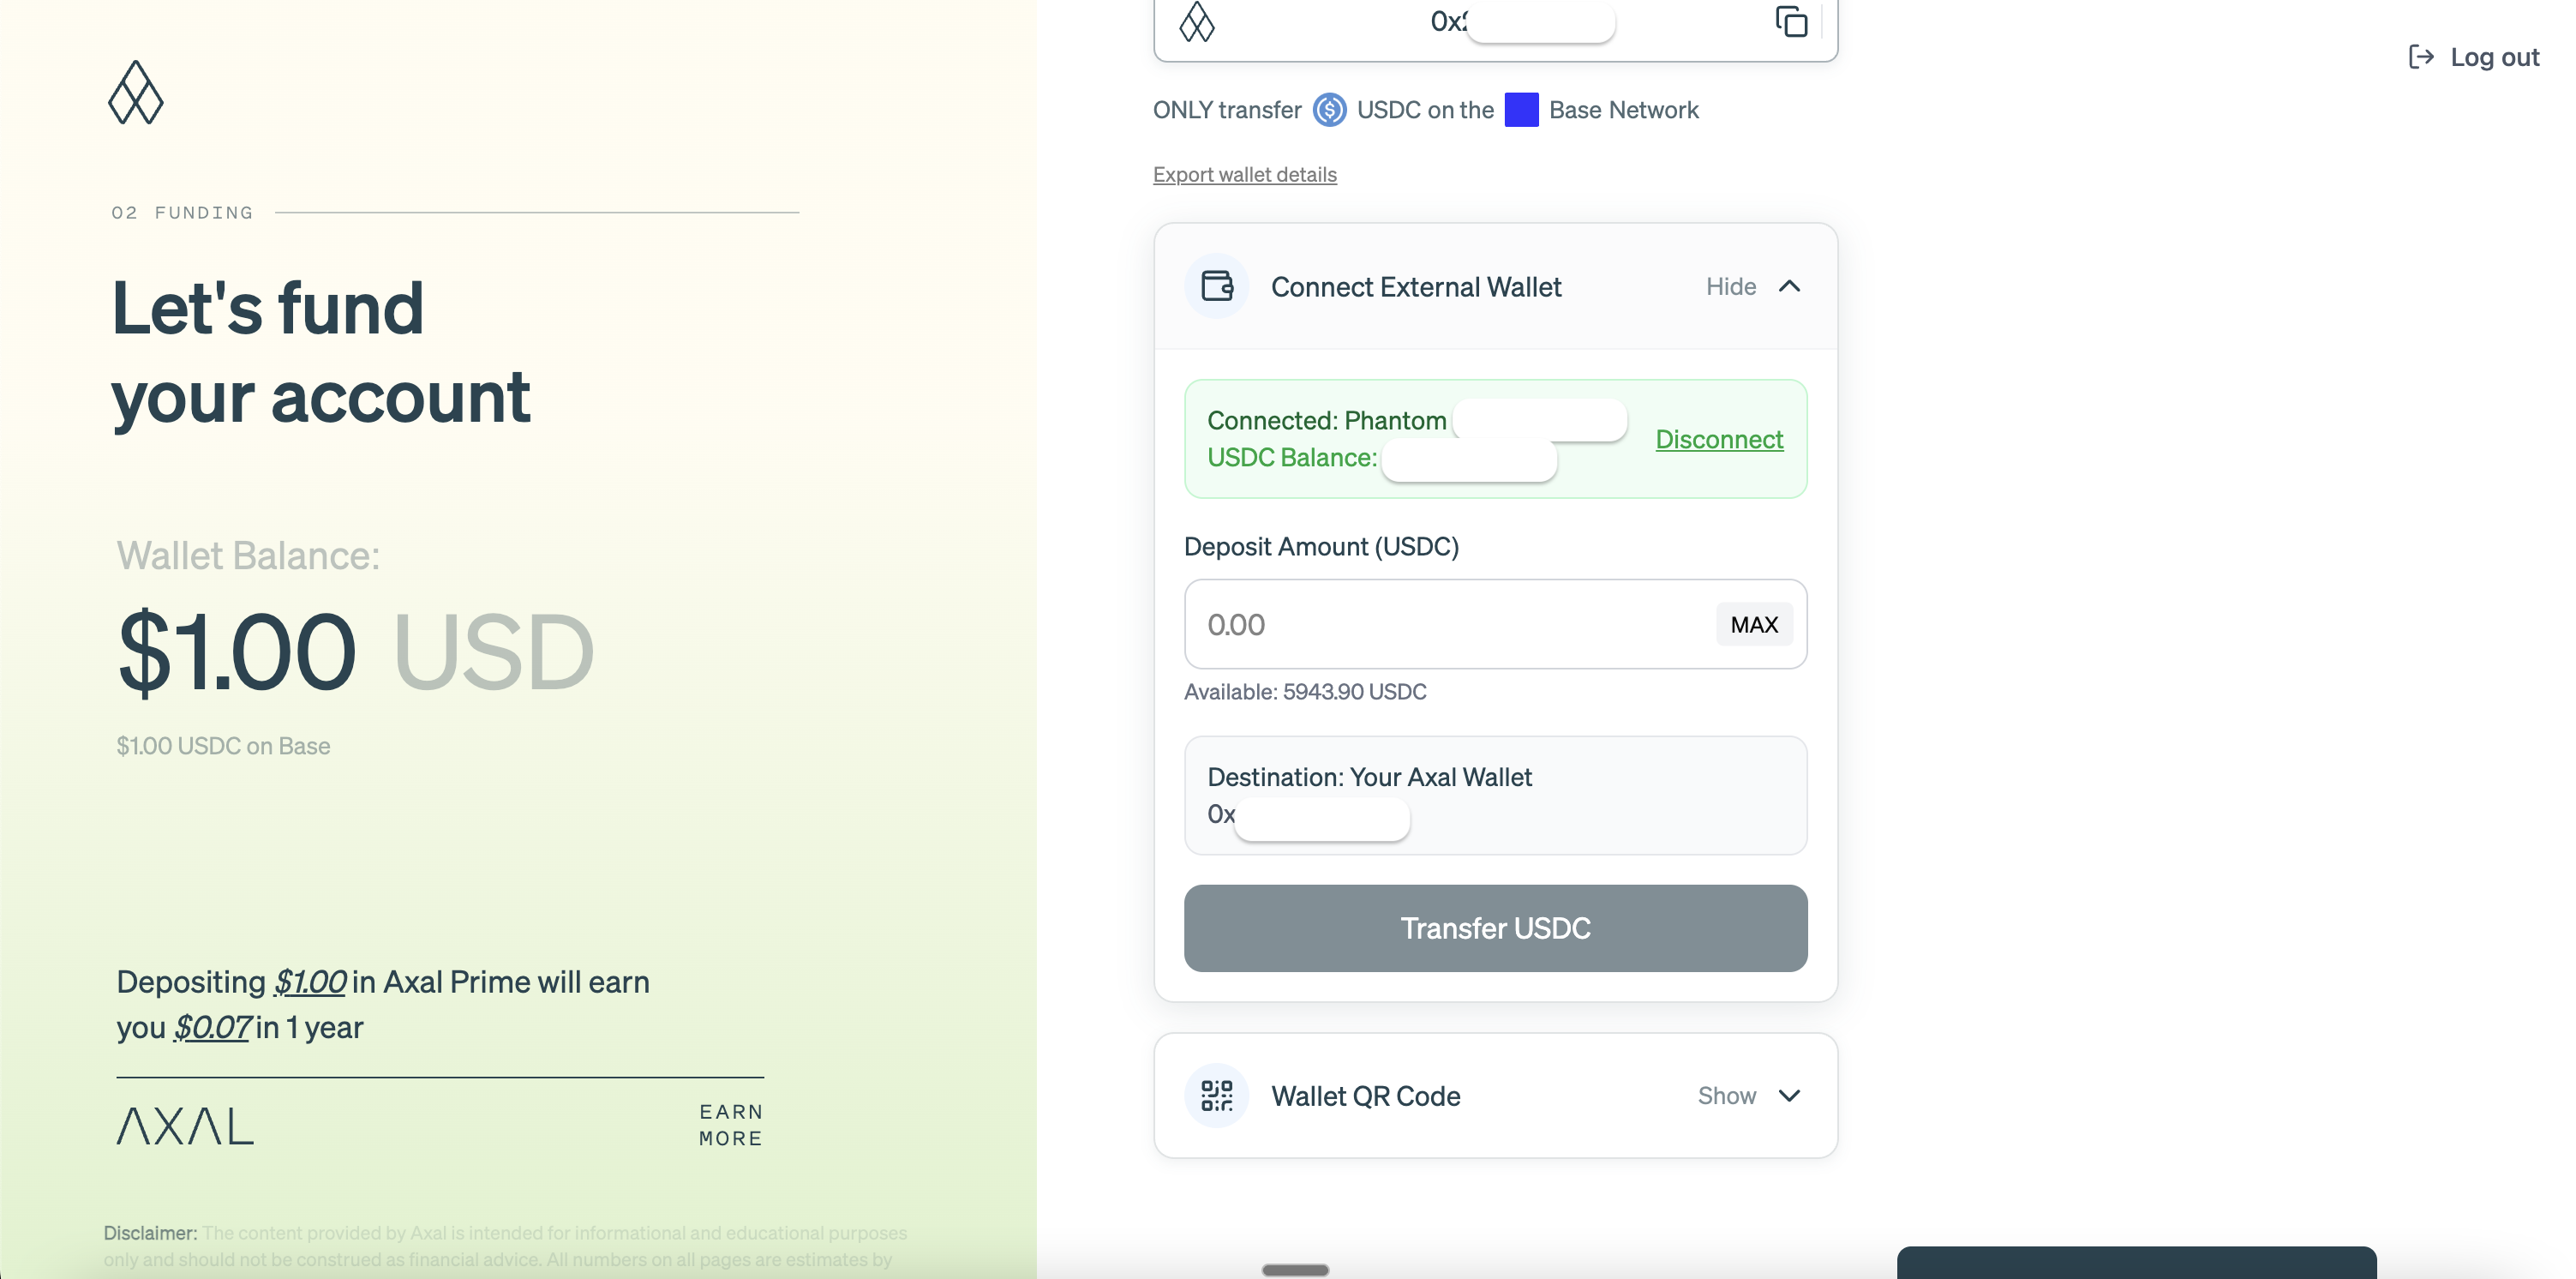 02 FUNDING
Let's fund
your account
Wallet Balance:
$1.00 USD
$1.00 USDC on Base
Depositing $1.00 in Axal Prime will earn
you $0.07 in 1 year
AXAL
EARN
MORE
Disclaimer: The content provided by Axal is intended for informational and educational purposes
only and should not be construed as financial advice. All numbers on all pages are estimates by
0x
ONLY transfer USDC on the Base Network
Export wallet details
Connect External Wallet
Hide
Connected: Phantom
USDC Balance:
Disconnect
Deposit Amount (USDC)
0.00
MAX
Available: 5943.90 USDC
Destination: Your Axal Wallet
0x
Transfer USDC
Wallet QR Code
Show
Log out